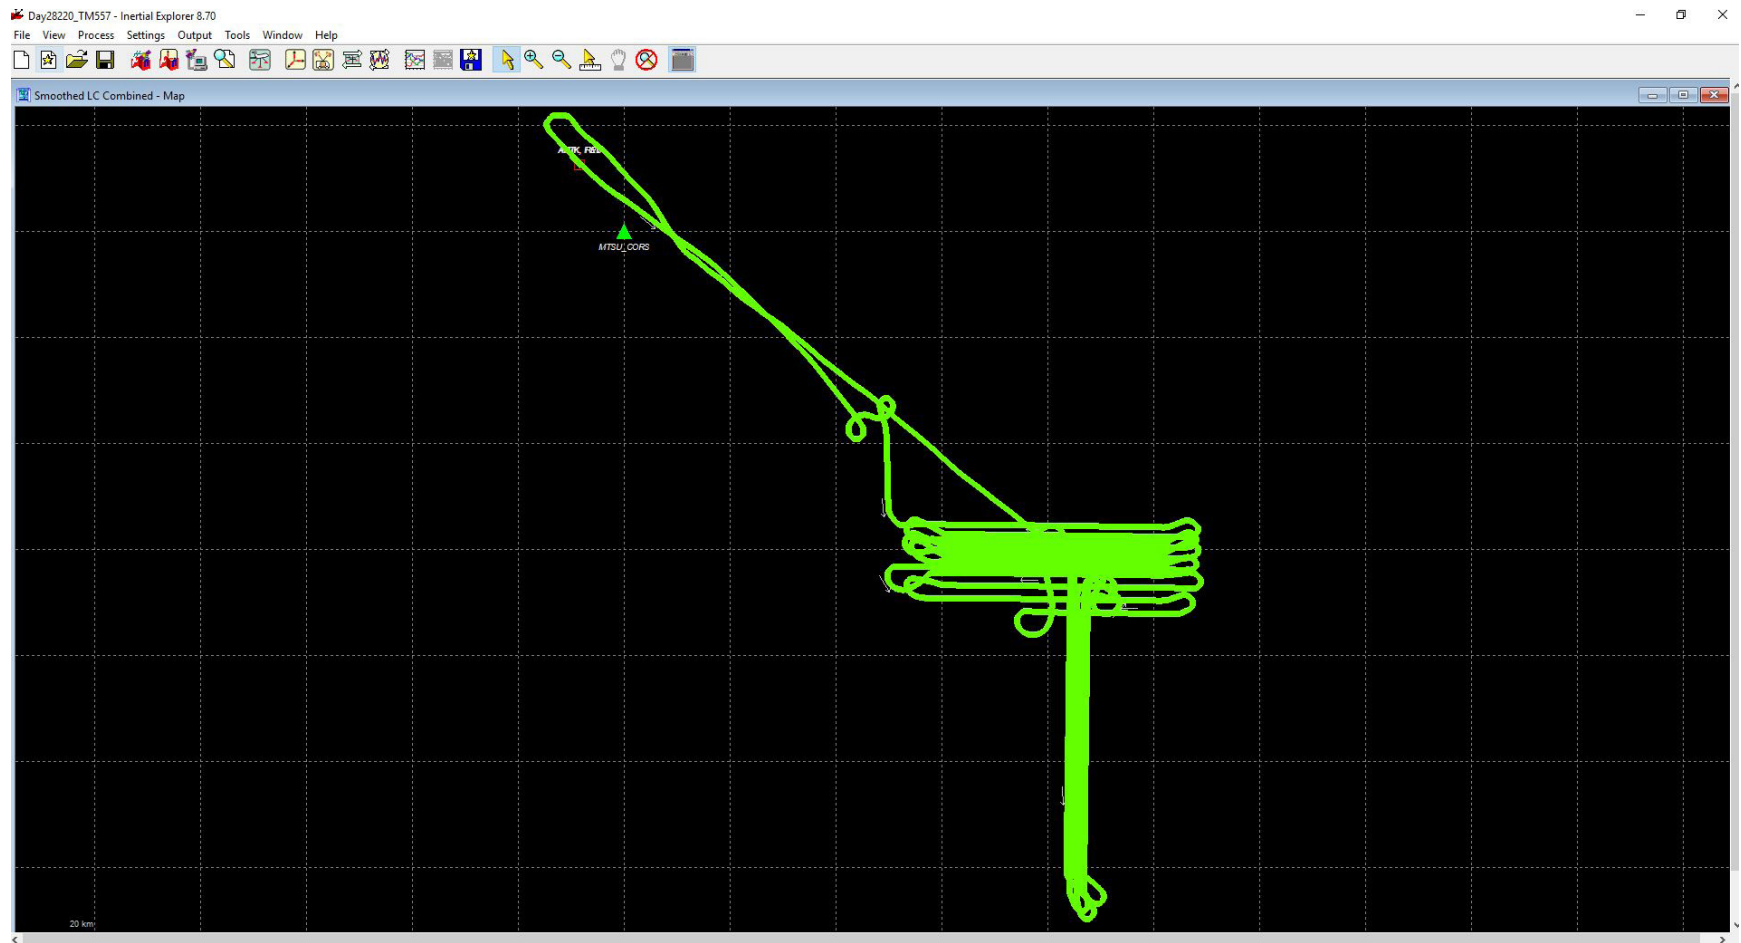 Day28220_TM557 - Inertial Explorer 8.70
File View Process Settings Output Tools Window Help
Smoothed LC Combined - Map
MTSU_CORS
20 km